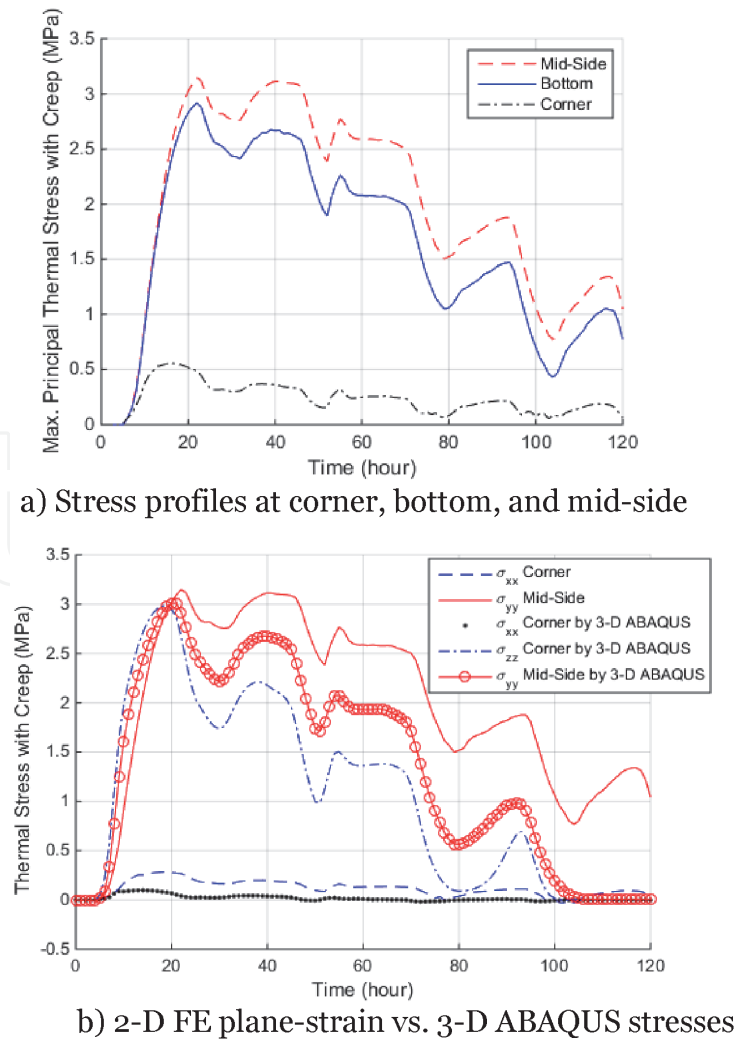 Max. Principal Thermal Stress with Creep (MPa)
4
3.5
3
2.5
2
1.5
1
0.5
0
0 20 40 60 80 100 120
Time (hour)
Mid-Side
Bottom
Corner
a) Stress profiles at corner, bottom, and mid-side
Thermal Stress with Creep (MPa)
3.5
3
2.5
2
1.5
1
0.5
0
-0.5
0 20 40 60 80 100 120
Time (hour)
σxx Corner
σyy Mid-Side
σxx Corner by 3-D ABAQUS
σzz Corner by 3-D ABAQUS
σyy Mid-Side by 3-D ABAQUS
b) 2-D FE plane-strain vs. 3-D ABAQUS stresses